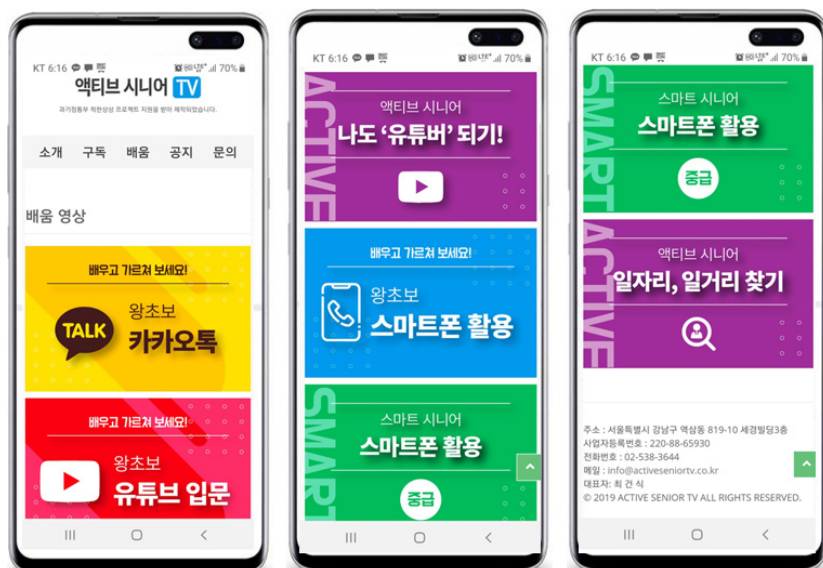 KT 6:16
70%
액티브 시니어 TV
과기정통부 착한상상 프로젝트 지원을 받아 제작되었습니다.
소개 구독 배움 공지 문의
배움 영상
배우고 가르쳐 보세요!
TALK
왕초보
카카오톡
배우고 가르쳐 보세요!
왕초보
유튜브 입문
KT 6:16
70%
ACTIVE
액티브 시니어
나도 ‘유튜버’ 되기!
배우고 가르쳐 보세요!
왕초보
스마트폰 활용
SMART
스마트 시니어
스마트폰 활용
중급
KT 6:16
70%
SMART
스마트 시니어
스마트폰 활용
중급
ACTIVE
액티브 시니어
일자리, 일거리 찾기
주소 : 서울특별시 강남구 역삼동 819-10 세경빌딩3층
사업자등록번호 : 220-88-65930
전화번호 : 02-538-3644
메일 : info@activeseniortv.co.kr
대표자: 최 건 식
© 2019 ACTIVE SENIOR TV ALL RIGHTS RESERVED.